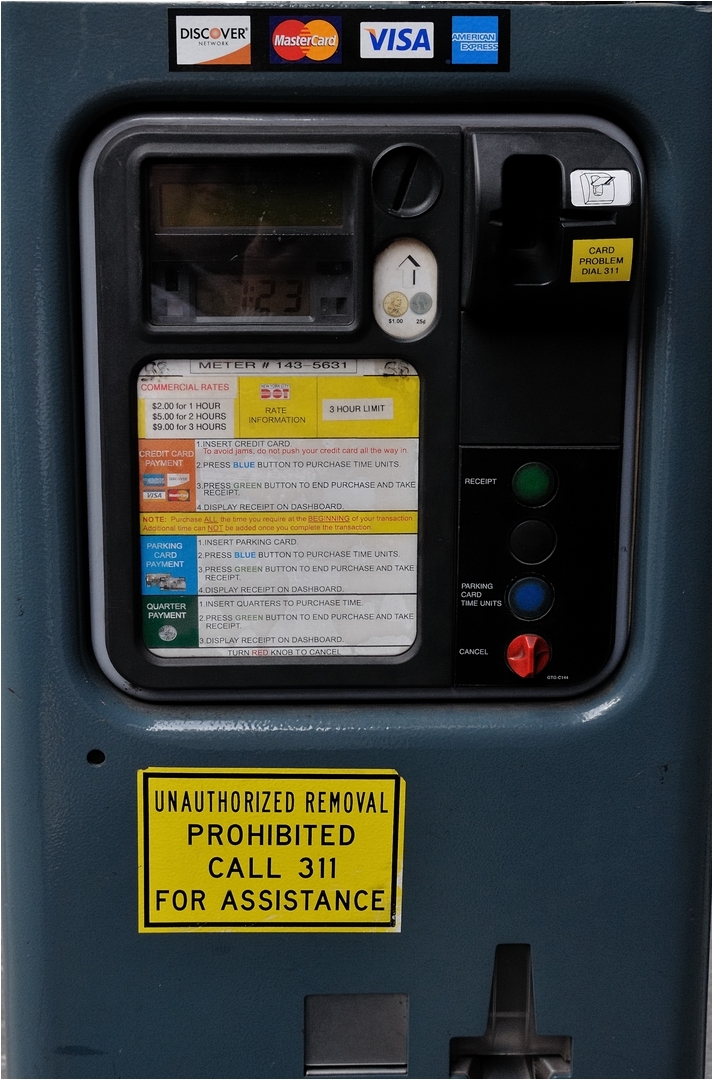 DISCOVER
NETWORK
MasterCard
VISA
AMERICAN
EXPRESS
CARD
PROBLEM
DIAL 311
1:23
$1.00 25¢
METER # 143-5631
COMMERCIAL RATES
$2.00 for 1 HOUR
$5.00 for 2 HOURS
$9.00 for 3 HOURS
NEW YORK CITY
DOT
RATE
INFORMATION
3 HOUR LIMIT
CREDIT CARD
PAYMENT
VISA
1.INSERT CREDIT CARD.
To avoid jams, do not push your credit card all the way in.
2.PRESS BLUE BUTTON TO PURCHASE TIME UNITS.
3.PRESS GREEN BUTTON TO END PURCHASE AND TAKE
RECEIPT.
4.DISPLAY RECEIPT ON DASHBOARD.
NOTE: Purchase ALL the time you require at the BEGINNING of your transaction.
Additional time can NOT be added once you complete the transaction.
PARKING
CARD
PAYMENT
1.INSERT PARKING CARD.
2.PRESS BLUE BUTTON TO PURCHASE TIME UNITS.
3.PRESS GREEN BUTTON TO END PURCHASE AND TAKE
RECEIPT.
4.DISPLAY RECEIPT ON DASHBOARD.
QUARTER
PAYMENT
1.INSERT QUARTERS TO PURCHASE TIME.
2.PRESS GREEN BUTTON TO END PURCHASE AND TAKE
RECEIPT.
3.DISPLAY RECEIPT ON DASHBOARD.
TURN RED KNOB TO CANCEL
RECEIPT
PARKING
CARD
TIME UNITS
CANCEL
UNAUTHORIZED REMOVAL
PROHIBITED
CALL 311
FOR ASSISTANCE